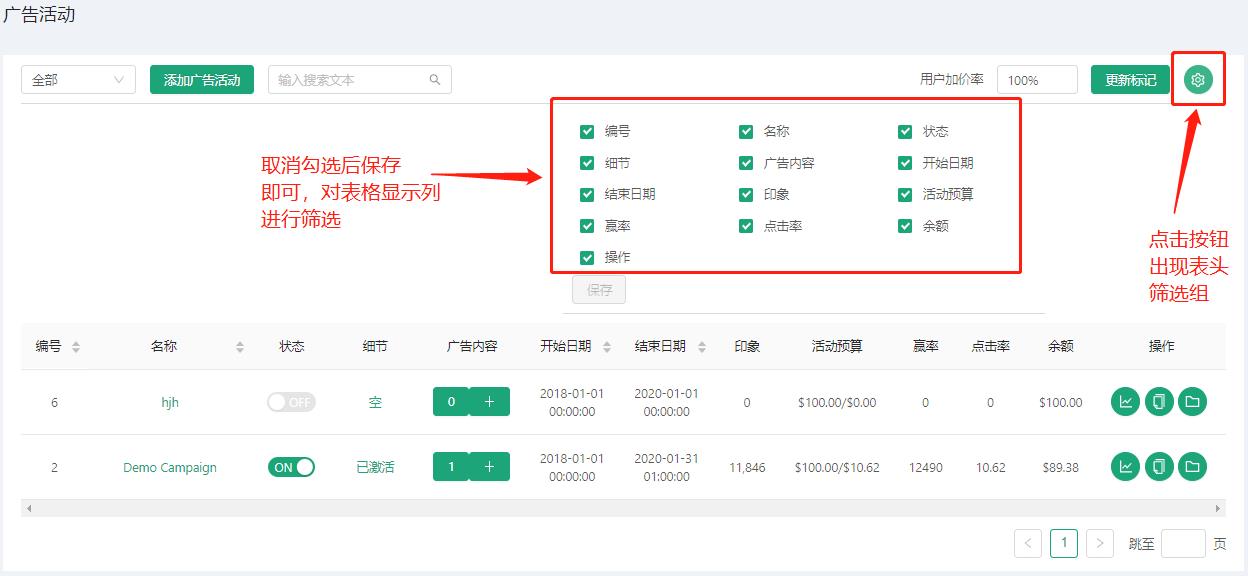 广告活动
全部
添加广告活动
输入搜索文本
用户加价率
100%
更新标记
编号 名称 状态
细节 广告内容 开始日期
结束日期 印象 活动预算
赢率 点击率 余额
操作
保存
取消勾选后保存
即可，对表格显示列
进行筛选
点击按钮
出现表头
筛选组
编号 名称 状态 细节 广告内容 开始日期 结束日期 印象 活动预算 赢率 点击率 余额 操作
6 hjh OFF 空 0 + 2018-01-01 00:00:00 2020-01-01 00:00:00 0 $100.00/$0.00 0 0 $100.00
2 Demo Campaign ON 已激活 1 + 2018-01-01 00:00:00 2020-01-31 01:00:00 11,846 $100.00/$10.62 12490 10.62 $89.38
< 1 > 跳至 页